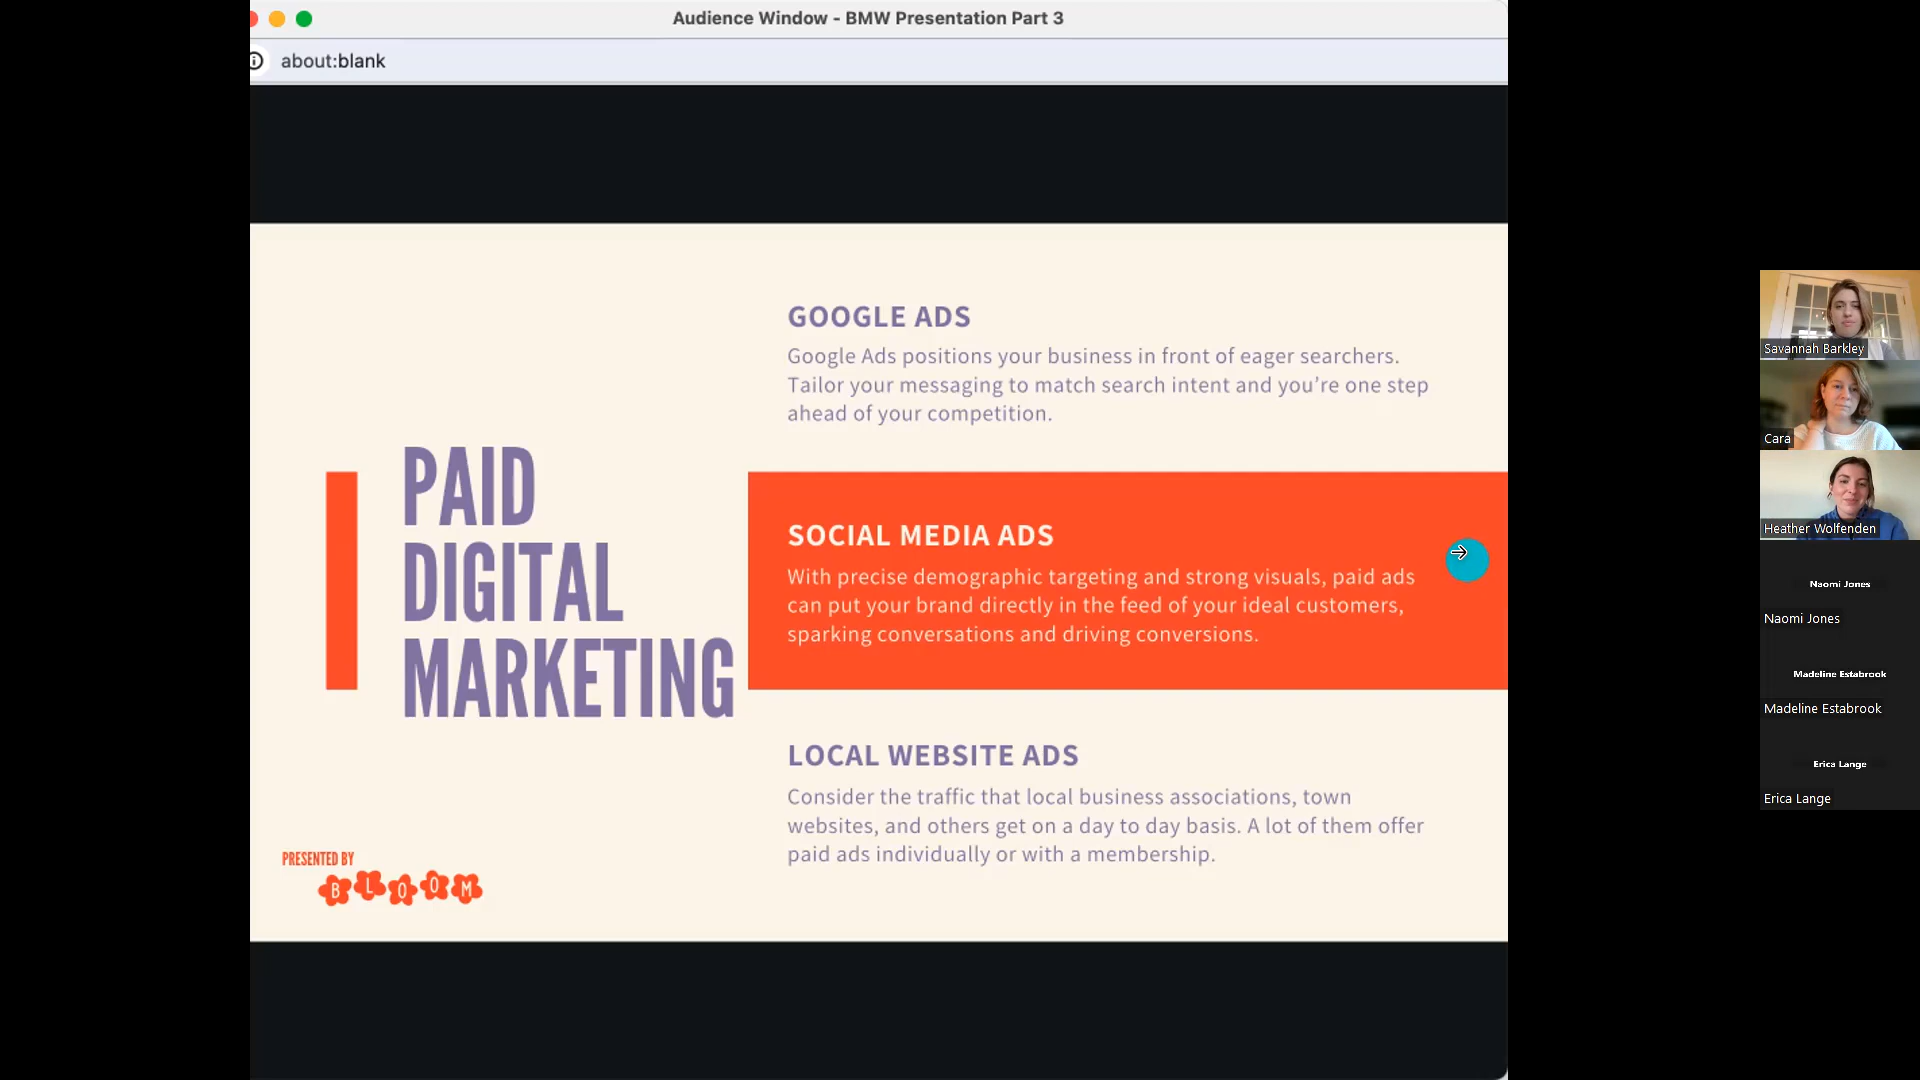 Audience Window - BMW Presentation Part 3
about:blank
GOOGLE ADS
Google Ads positions your business in front of eager searchers.
Tailor your messaging to match search intent and you’re one step
ahead of your competition.
PAID
DIGITAL
MARKETING
SOCIAL MEDIA ADS
With precise demographic targeting and strong visuals, paid ads
can put your brand directly in the feed of your ideal customers,
sparking conversations and driving conversions.
LOCAL WEBSITE ADS
Consider the traffic that local business associations, town
websites, and others get on a day to day basis. A lot of them offer
paid ads individually or with a membership.
PRESENTED BY
BLOOM
Savannah Barkley
Cara
Heather Wolfenden
Naomi Jones
Naomi Jones
Madeline Estabrook
Madeline Estabrook
Erica Lange
Erica Lange